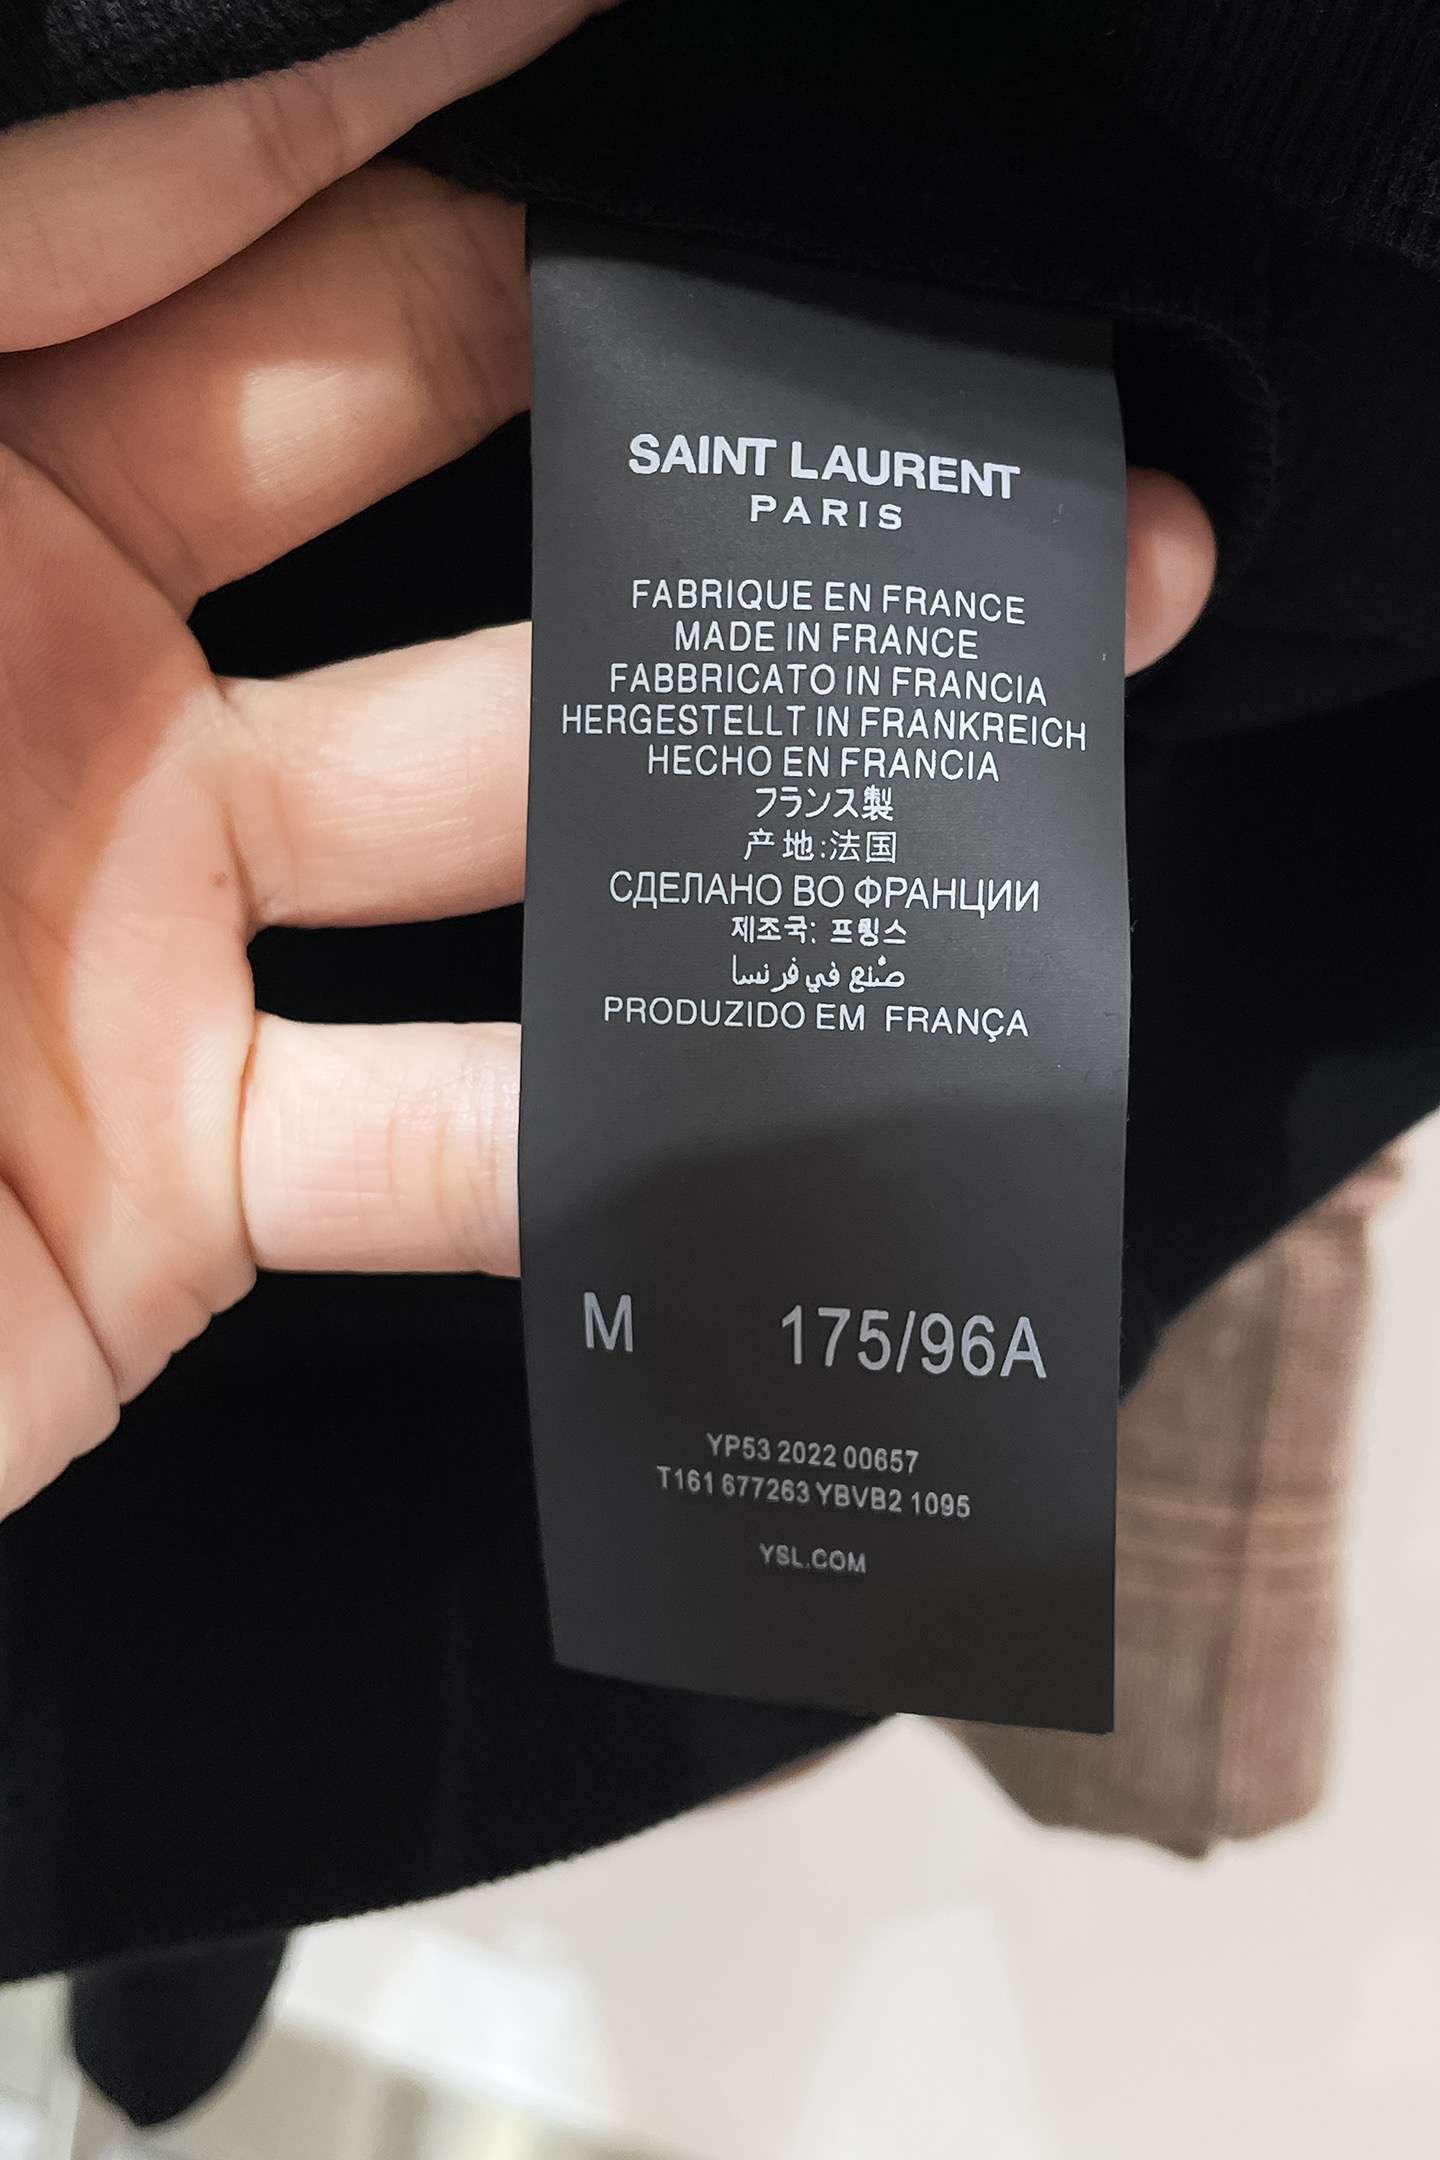 SAINT LAURENT
PARIS
FABRIQUE EN FRANCE
MADE IN FRANCE
FABBRICATO IN FRANCIA
HERGESTELLT IN FRANKREICH
HECHO EN FRANCIA
フランス製
产地:法国
СДЕЛАНО ВО ФРАНЦИИ
제조국: 프링스
صُنع في فرنسا
PRODUZIDO EM FRANÇA
M 175/96A
YP53 2022 00657
T161 677263 YBVB2 1095
YSL.COM